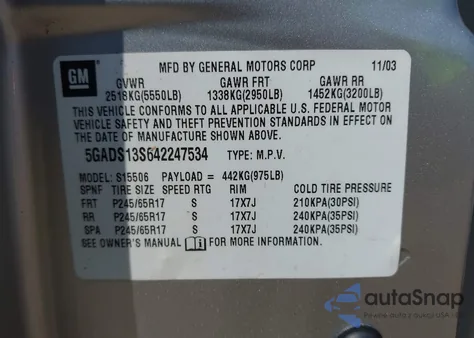 GM MFD BY GENERAL MOTORS CORP 11/03
GVWR GAWR FRT GAWR RR
2518KG(5550LB) 1338KG(2950LB) 1452KG(3200LB)
THIS VEHICLE CONFORMS TO ALL APPLICABLE U.S. FEDERAL MOTOR
VEHICLE SAFETY AND THEFT PREVENTION STANDARDS IN EFFECT ON
THE DATE OF MANUFACTURE SHOWN ABOVE.
5GADS13S642247534 TYPE: M.P.V.
MODEL: S15506 PAYLOAD = 442KG(975LB)
SPNF TIRE SIZE SPEED RTG RIM COLD TIRE PRESSURE
FRT P245/65R17 S 17X7J 210KPA(30PSI)
RR P245/65R17 S 17X7J 240KPA(35PSI)
SPA P245/65R17 S 17X7J 240KPA(35PSI)
SEE OWNER'S MANUAL FOR MORE INFORMATION.
autoSnap